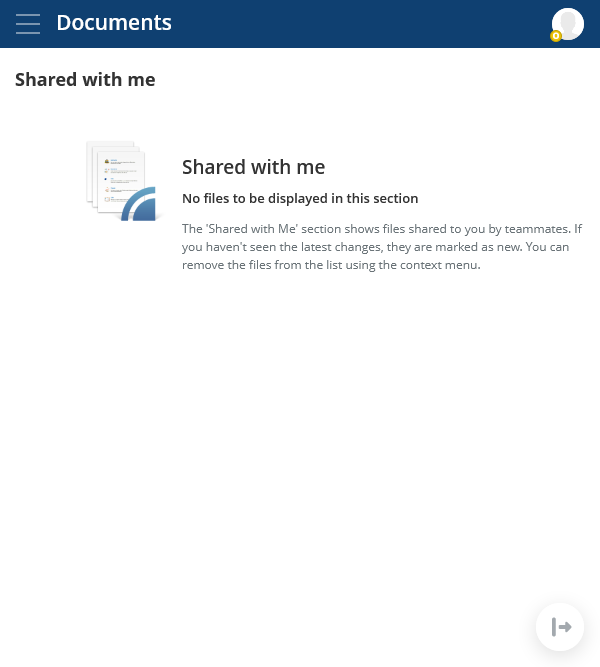 Documents
Shared with me
Shared with me
No files to be displayed in this section
The 'Shared with Me' section shows files shared to you by teammates. If
you haven't seen the latest changes, they are marked as new. You can
remove the files from the list using the context menu.